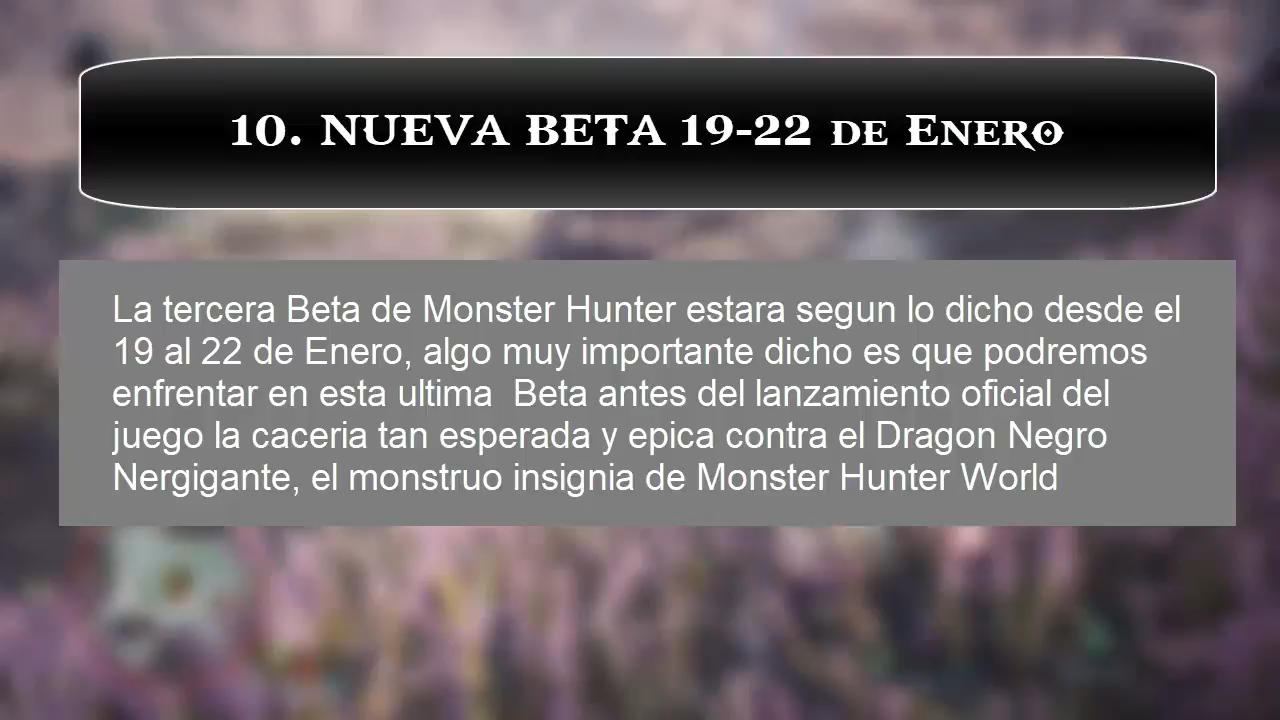 10. NUEVA BETA 19-22 DE ENERO
La tercera Beta de Monster Hunter estara segun lo dicho desde el
19 al 22 de Enero, algo muy importante dicho es que podremos
enfrentar en esta ultima  Beta antes del lanzamiento oficial del
juego la caceria tan esperada y epica contra el Dragon Negro
Nergigante, el monstruo insignia de Monster Hunter World